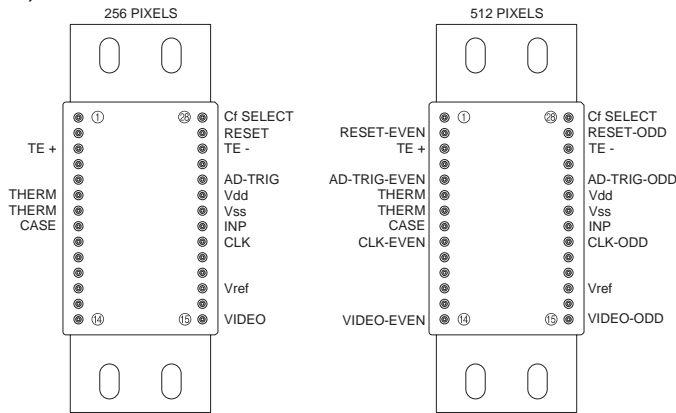 256 PIXELS
① ㉘ Cf SELECT
RESET
TE + TE -
AD-TRIG
THERM Vdd
THERM Vss
CASE INP
CLK
Vref
⑭ ⑮ VIDEO
512 PIXELS
① ㉘ Cf SELECT
RESET-EVEN RESET-ODD
TE + TE -
AD-TRIG-EVEN AD-TRIG-ODD
THERM Vdd
THERM Vss
CASE INP
CLK-EVEN CLK-ODD
Vref
VIDEO-EVEN ⑭ ⑮ VIDEO-ODD